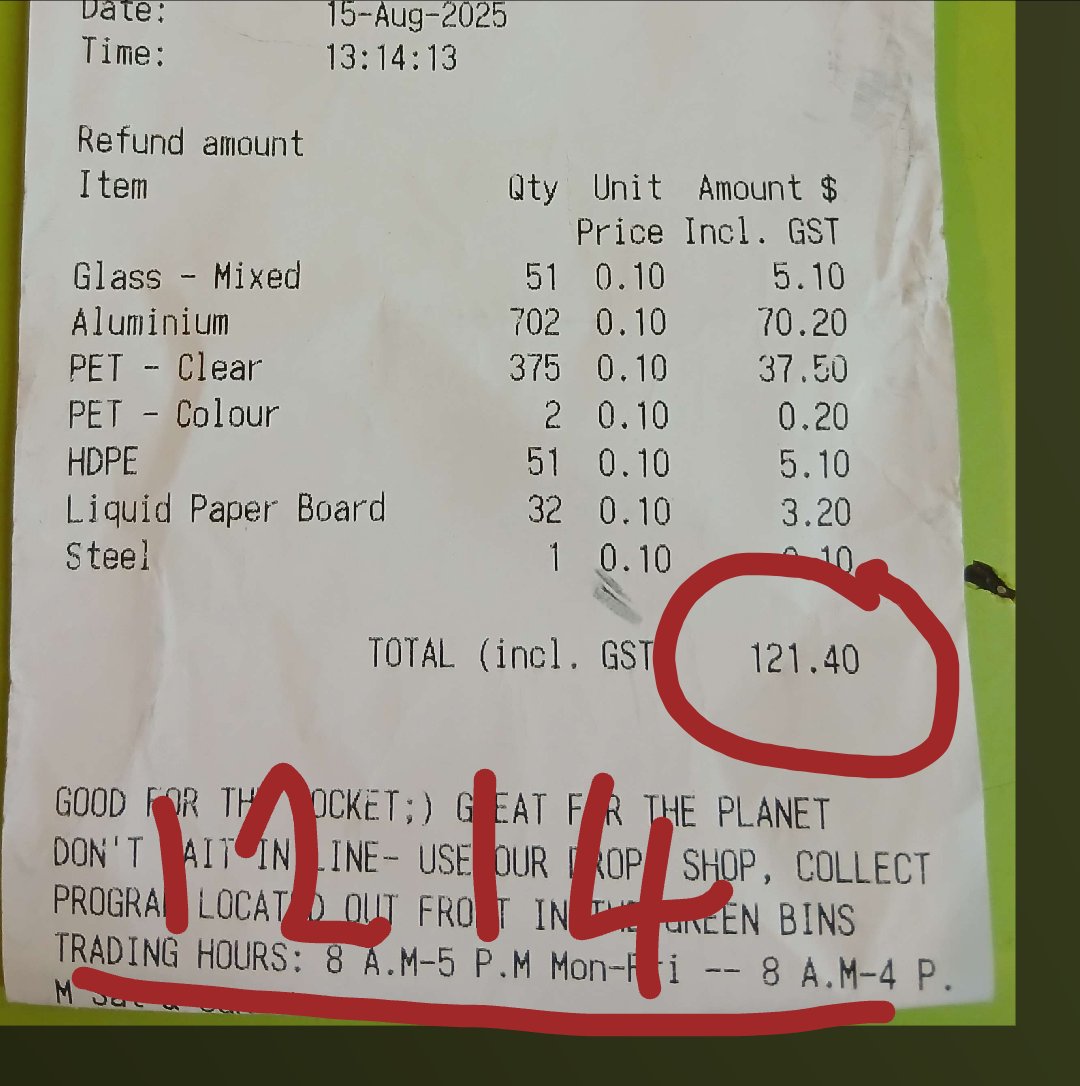 Date: 15-Aug-2025
Time: 13:14:13
Refund amount
Item Qty Unit Amount $
Price Incl. GST
Glass - Mixed 51 0.10 5.10
Aluminium 702 0.10 70.20
PET - Clear 375 0.10 37.50
PET - Colour 2 0.10 0.20
HDPE 51 0.10 5.10
Liquid Paper Board 32 0.10 3.20
Steel 1 0.10 0.10
TOTAL (incl. GST 121.40
1214
GOOD FOR THE POCKET;) GREAT FOR THE PLANET
DON'T WAIT IN LINE- USE OUR DROP, SHOP, COLLECT
PROGRAM LOCATED OUT FRONT IN THE GREEN BINS
TRADING HOURS: 8 A.M-5 P.M Mon-Fri -- 8 A.M-4 P.
M Sat &